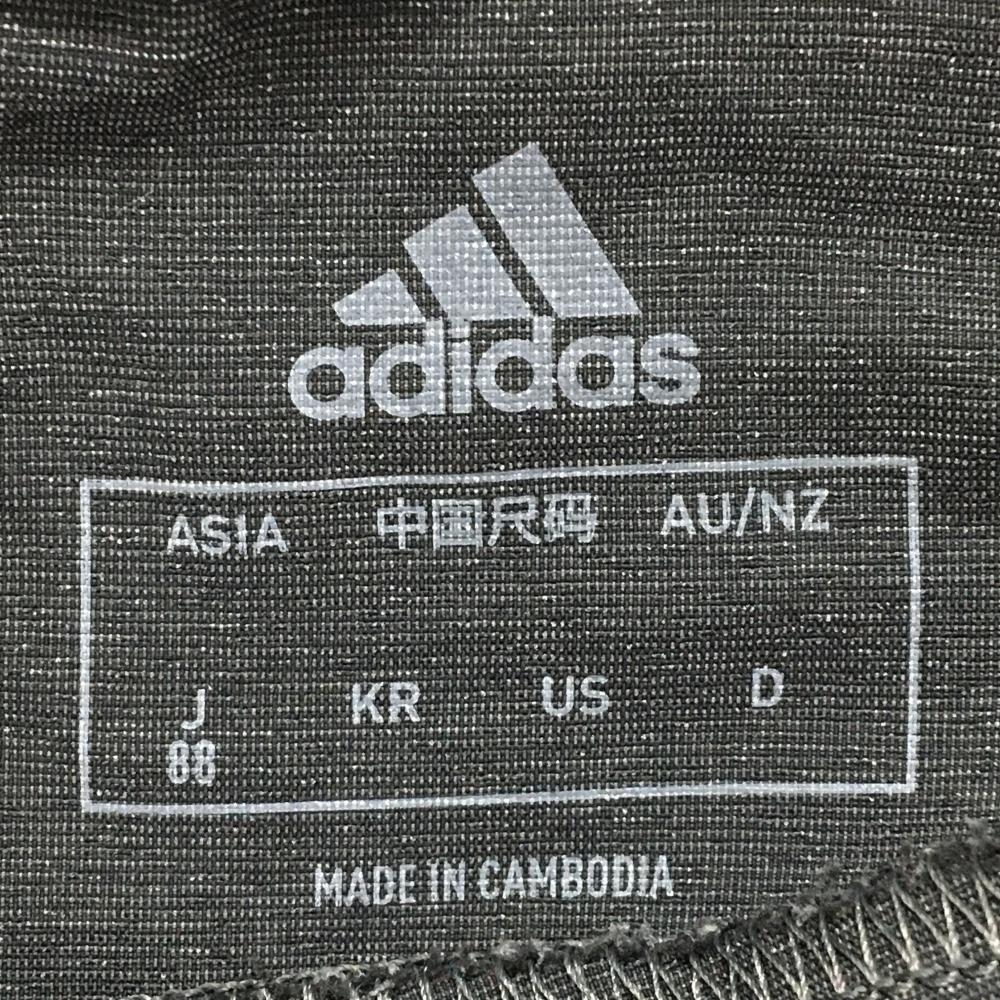 adidas
ASIA 中国尺码 AU/NZ
J KR US D
88
MADE IN CAMBODIA